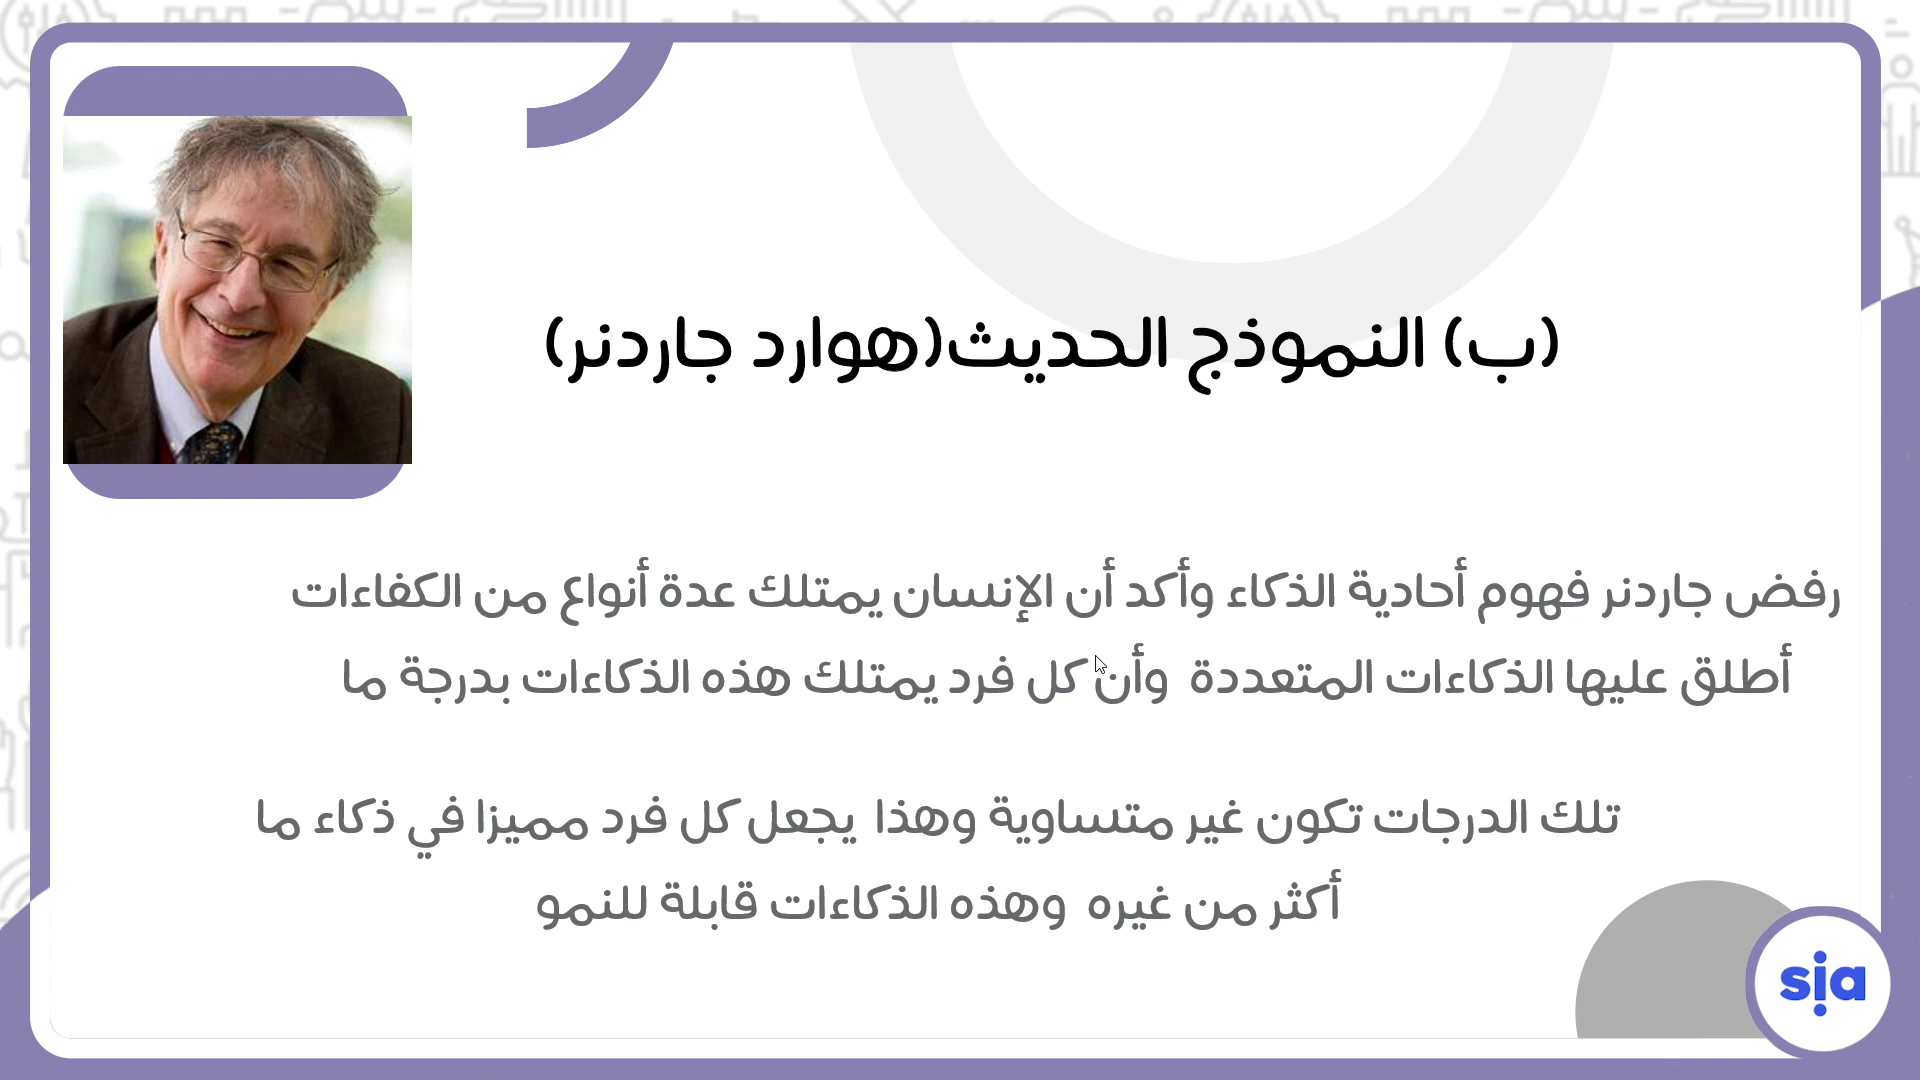 (ب) النموذج الحديث(هوارد جاردنر)
رفض جاردنر فهوم أحادية الذكاء وأكد أن الإنسان يمتلك عدة أنواع من الكفاءات
أطلق عليها الذكاءات المتعددة وأن كل فرد يمتلك هذه الذكاءات بدرجة ما
تلك الدرجات تكون غير متساوية وهذا يجعل كل فرد مميزا في ذكاء ما
أكثر من غيره وهذه الذكاءات قابلة للنمو
sia